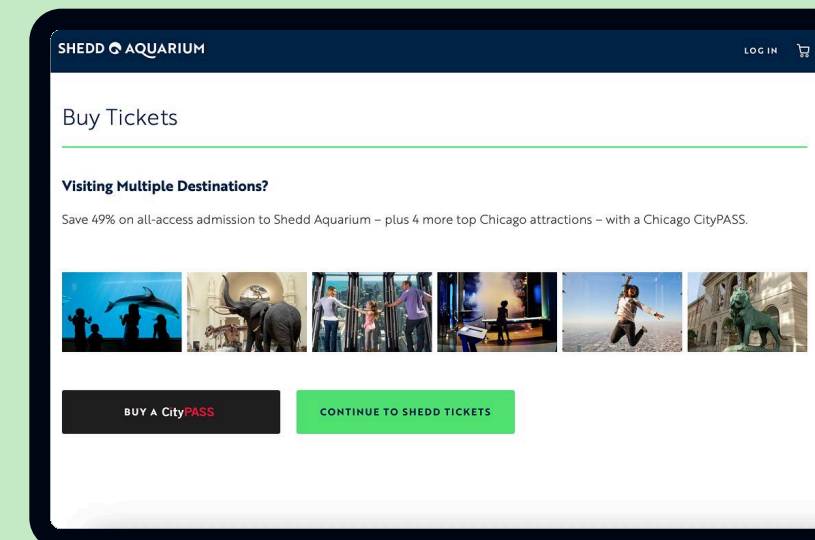 SHEDD AQUARIUM
LOG IN
Buy Tickets
Visiting Multiple Destinations?
Save 49% on all-access admission to Shedd Aquarium – plus 4 more top Chicago attractions – with a Chicago CityPASS.
BUY A CityPASS
CONTINUE TO SHEDD TICKETS